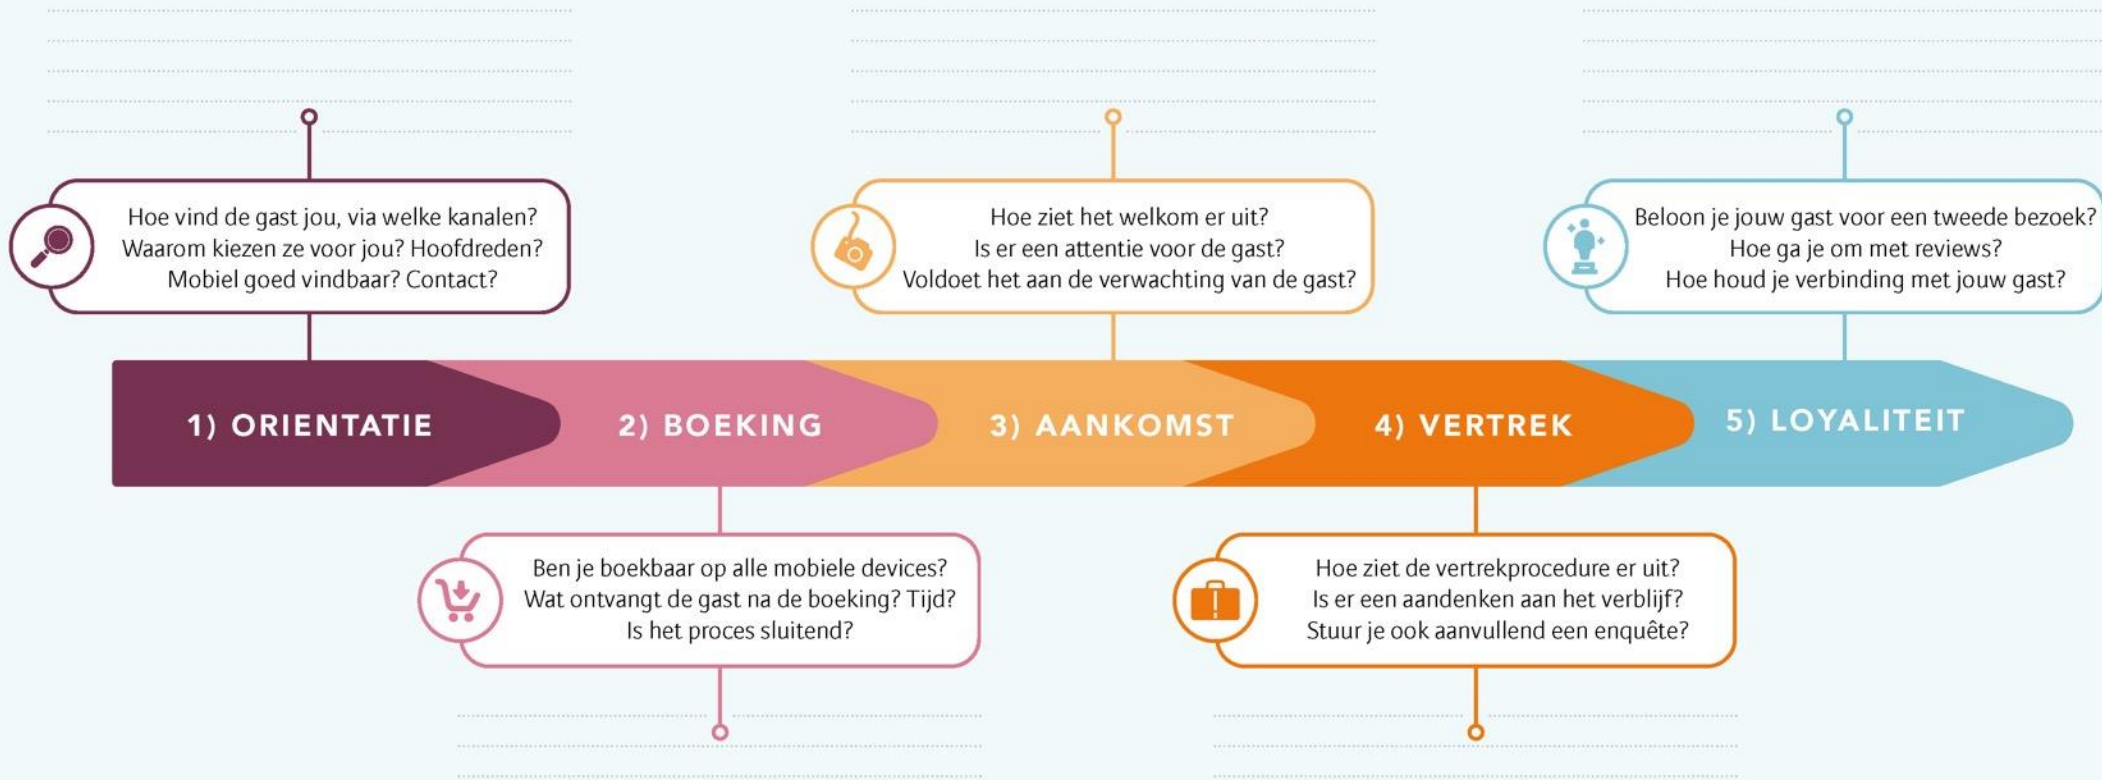 Hoe vind de gast jou, via welke kanalen?
Waarom kiezen ze voor jou? Hoofdreden?
Mobiel goed vindbaar? Contact?
Hoe ziet het welkom er uit?
Is er een attentie voor de gast?
Voldoet het aan de verwachting van de gast?
Beloon je jouw gast voor een tweede bezoek?
Hoe ga je om met reviews?
Hoe houd je verbinding met jouw gast?
1) ORIENTATIE
2) BOEKING
3) AANKOMST
4) VERTREK
5) LOYALITEIT
Ben je boekbaar op alle mobiele devices?
Wat ontvangt de gast na de boeking? Tijd?
Is het proces sluitend?
Hoe ziet de vertrekprocedure er uit?
Is er een aandenken aan het verblijf?
Stuur je ook aanvullend een enquête?